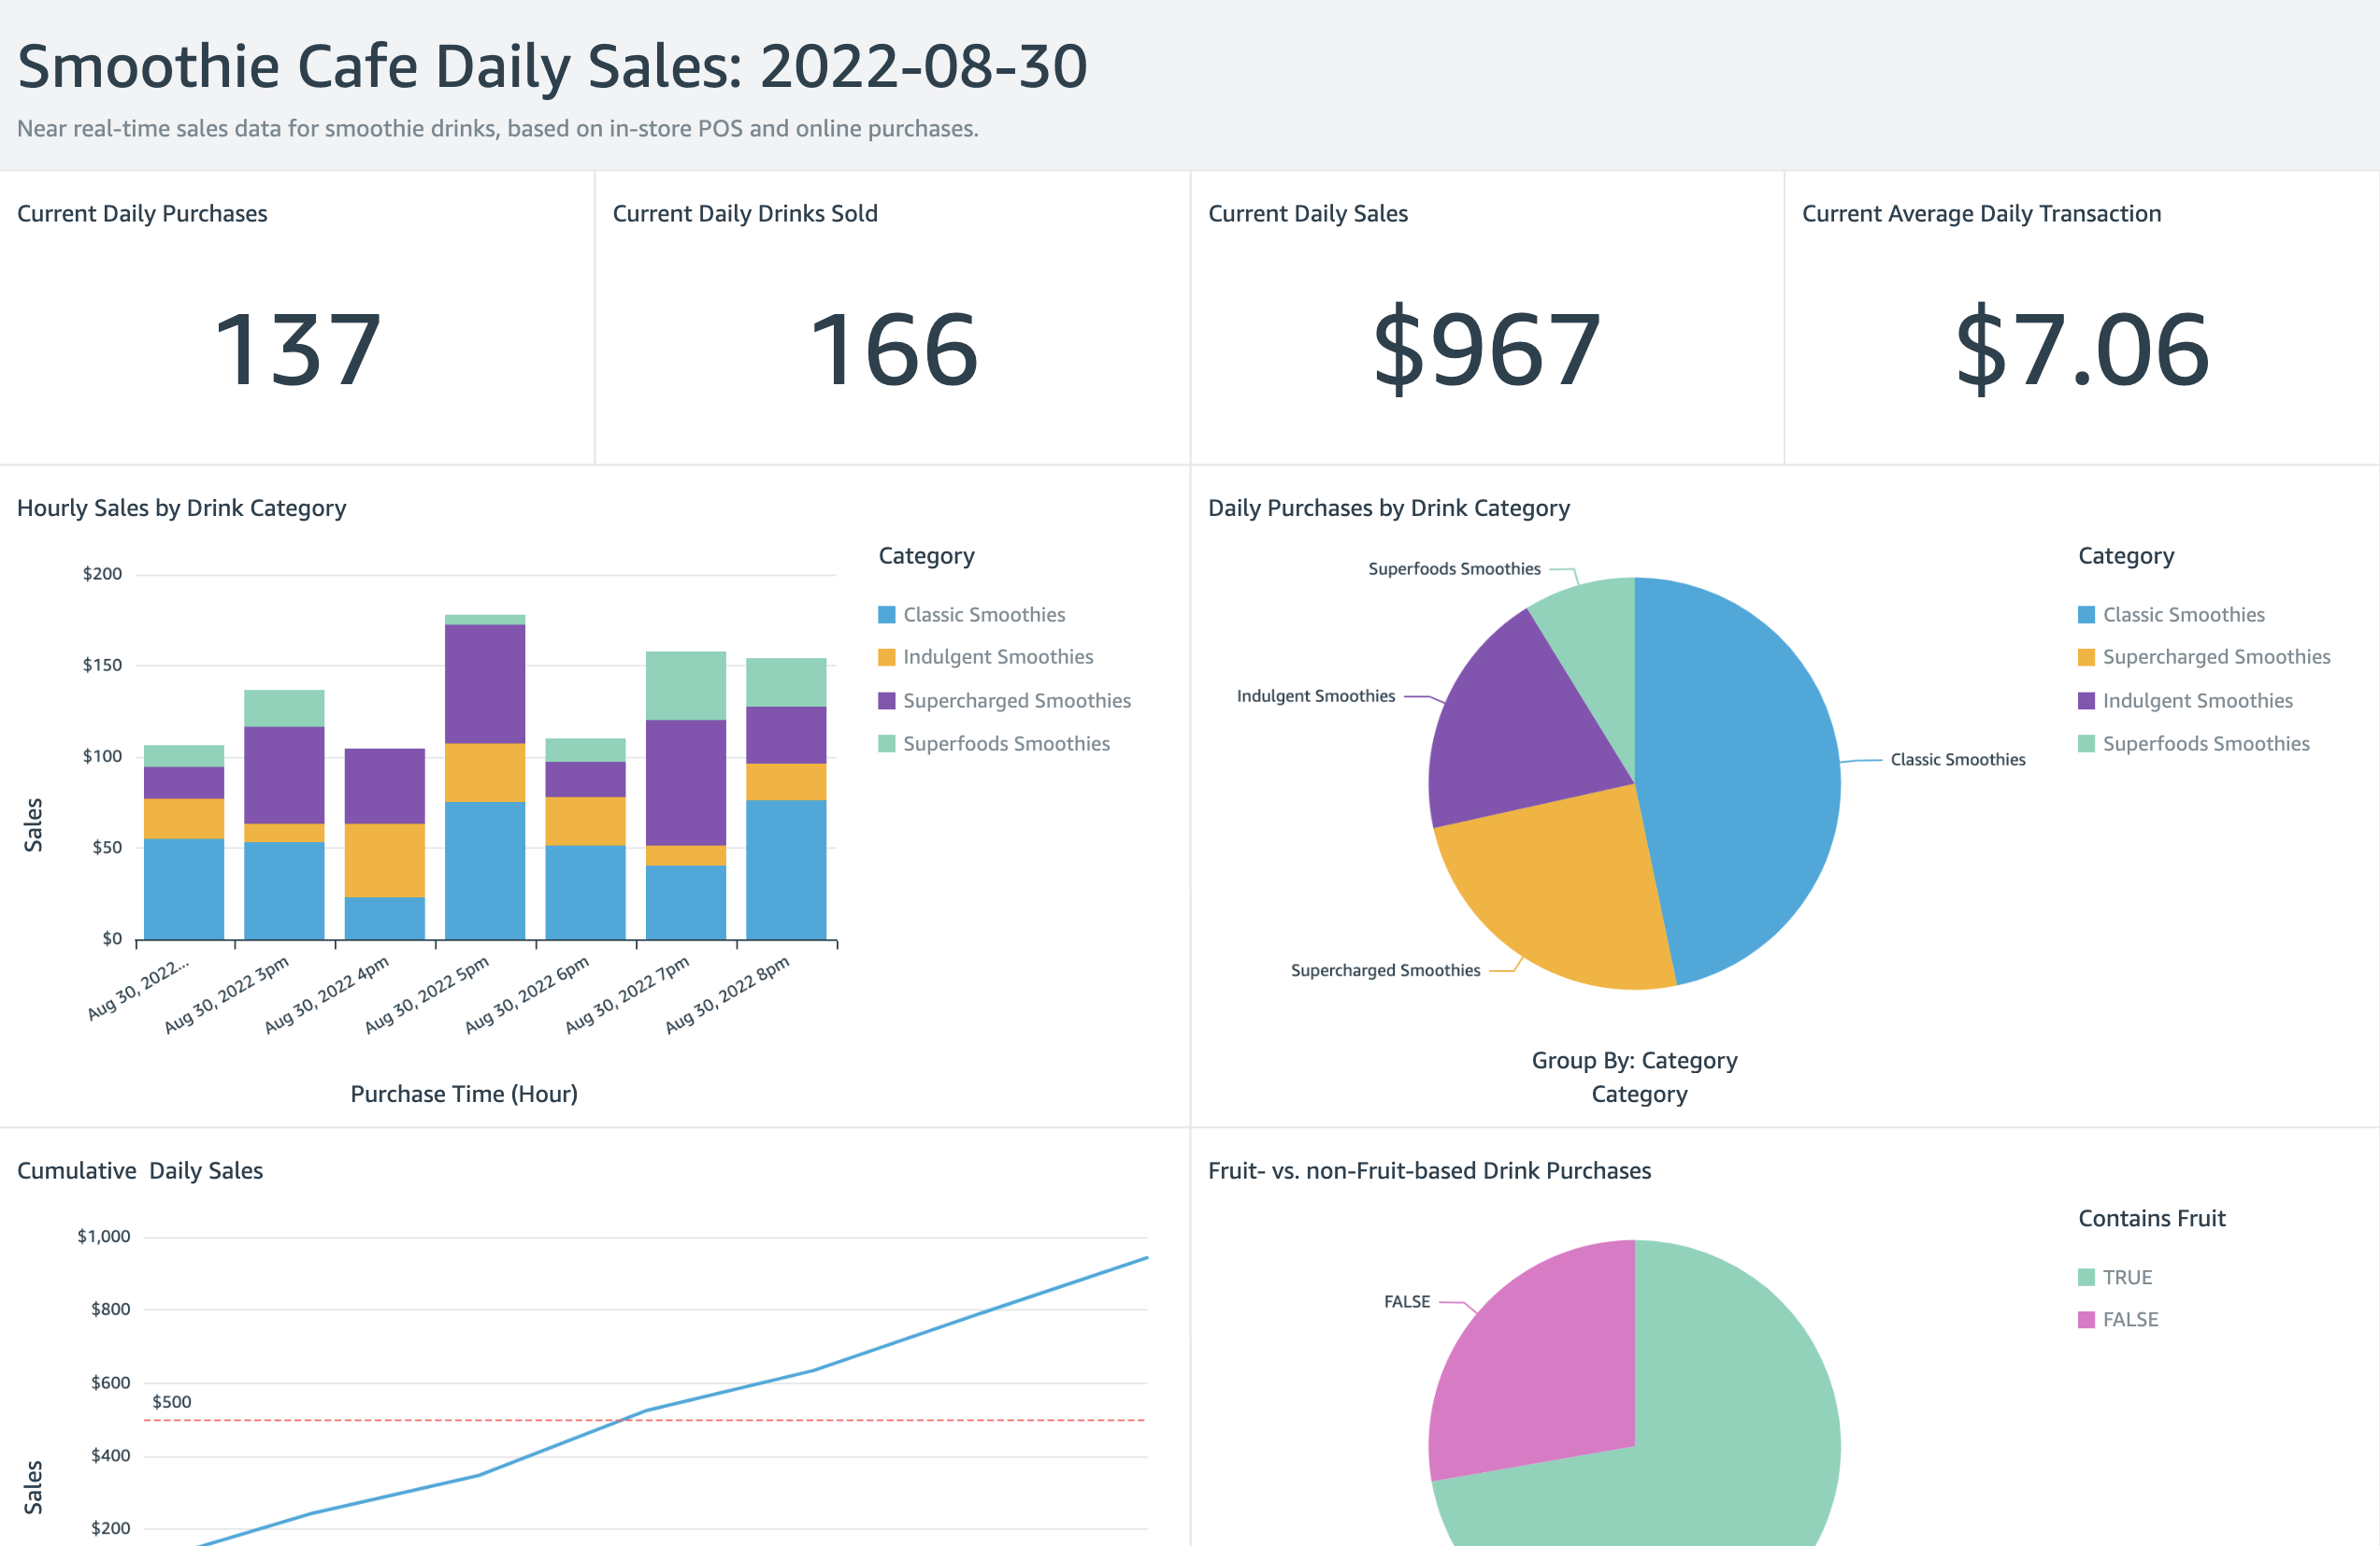 Smoothie Cafe Daily Sales: 2022-08-30
Near real-time sales data for smoothie drinks, based on in-store POS and online purchases.
Current Daily Purchases
137
Current Daily Drinks Sold
166
Current Daily Sales
$967
Current Average Daily Transaction
$7.06
Hourly Sales by Drink Category
Sales
$200
$150
$100
$50
$0
Aug 30, 2022...
Aug 30, 2022 3pm
Aug 30, 2022 4pm
Aug 30, 2022 5pm
Aug 30, 2022 6pm
Aug 30, 2022 7pm
Aug 30, 2022 8pm
Purchase Time (Hour)
Category
Classic Smoothies
Indulgent Smoothies
Supercharged Smoothies
Superfoods Smoothies
Daily Purchases by Drink Category
Superfoods Smoothies
Indulgent Smoothies
Classic Smoothies
Supercharged Smoothies
Group By: Category
Category
Category
Classic Smoothies
Supercharged Smoothies
Indulgent Smoothies
Superfoods Smoothies
Cumulative  Daily Sales
Sales
$1,000
$800
$600
$500
$400
$200
Fruit- vs. non-Fruit-based Drink Purchases
FALSE
Contains Fruit
TRUE
FALSE